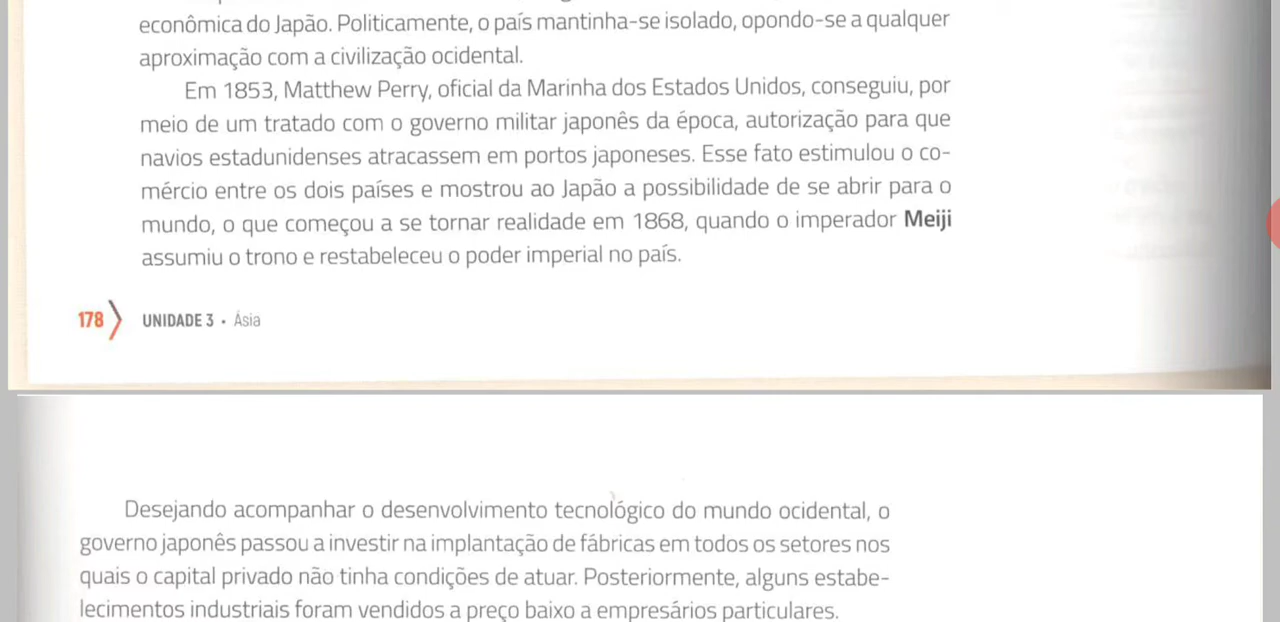 econômica do Japão. Politicamente, o país mantinha-se isolado, opondo-se a qualquer
aproximação com a civilização ocidental.
Em 1853, Matthew Perry, oficial da Marinha dos Estados Unidos, conseguiu, por
meio de um tratado com o governo militar japonês da época, autorização para que
navios estadunidenses atracassem em portos japoneses. Esse fato estimulou o co-
mércio entre os dois países e mostrou ao Japão a possibilidade de se abrir para o
mundo, o que começou a se tornar realidade em 1868, quando o imperador Meiji
assumiu o trono e restabeleceu o poder imperial no país.
178 UNIDADE 3 • Ásia
Desejando acompanhar o desenvolvimento tecnológico do mundo ocidental, o
governo japonês passou a investir na implantação de fábricas em todos os setores nos
quais o capital privado não tinha condições de atuar. Posteriormente, alguns estabe-
lecimentos industriais foram vendidos a preço baixo a empresários particulares.